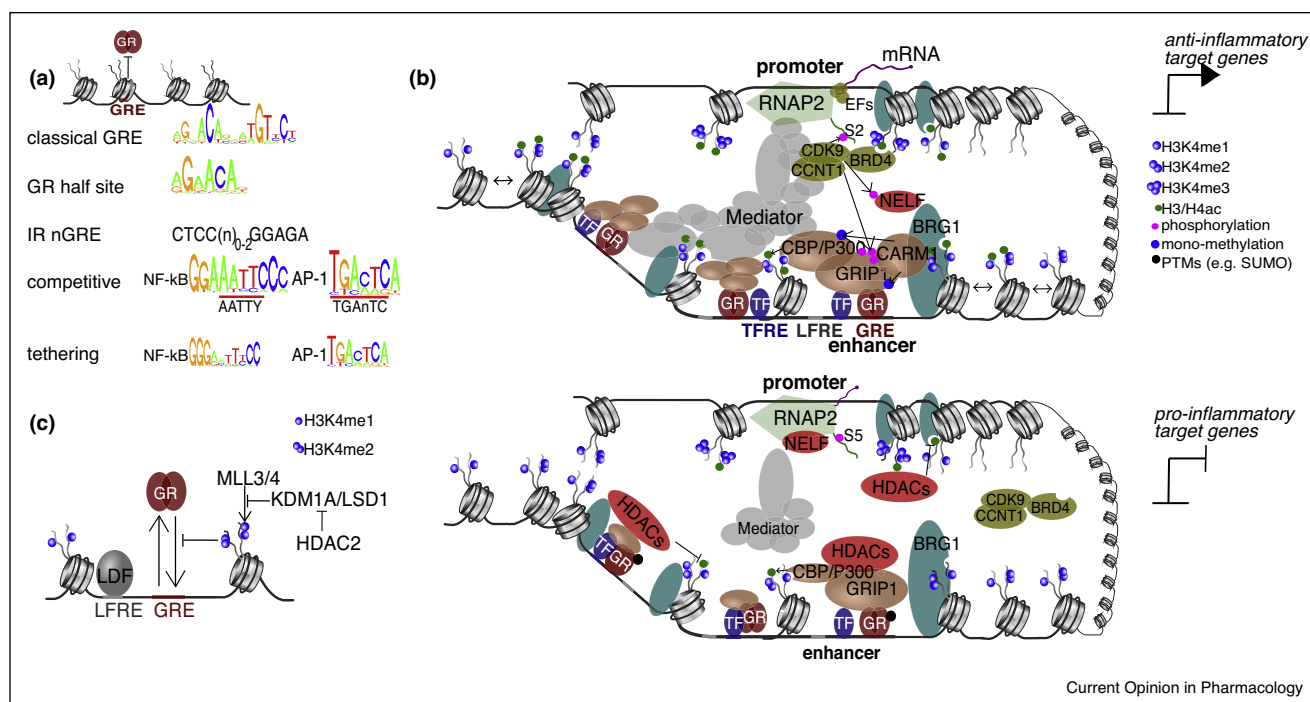 (a)
GR
GRE
classical GRE
GR half site
IR nGRE
CTCC(n)0-2GGAGA
competitive
NF-kB
GGAAATTCCC
AATTY
AP-1
TGACTCA
TGAnTC
tethering
NF-kB
AP-1
TGACTCA
(b)
promoter
mRNA
RNAP2
EFs
S2
CDK9
CCNT1
BRD4
NELF
Mediator
BRG1
CBP/P300
CARM1
GRIP1
TF
GR
GR
TF
TF
GR
TFRE
LFRE
GRE
enhancer
anti-inflammatory
target genes
H3K4me1
H3K4me2
H3K4me3
H3/H4ac
phosphorylation
mono-methylation
PTMs (e.g. SUMO)
promoter
RNAP2
NELF
S5
HDACs
CDK9
CCNT1
BRD4
HDACs
Mediator
HDACs
BRG1
CBP/P300
GRIP1
TF
GR
TF
GR
TF
GR
enhancer
pro-inflammatory
target genes
(c)
H3K4me1
H3K4me2
MLL3/4
KDM1A/LSD1
HDAC2
GR
LDF
LFRE
GRE
Current Opinion in Pharmacology